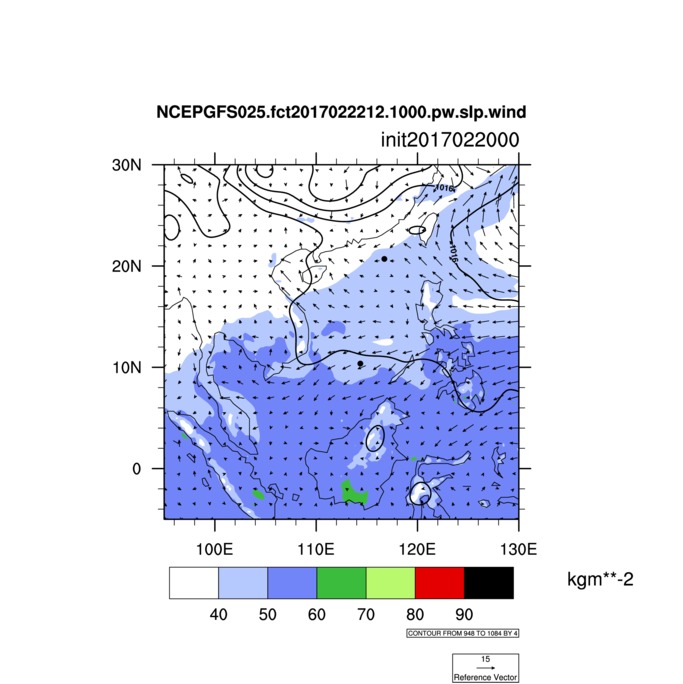 NCEPGFS025.fct2017022212.1000.pw.slp.wind
init2017022000
30N
1016
1016
20N
10N
0
100E 110E 120E 130E
kgm**-2
40 50 60 70 80 90
CONTOUR FROM 948 TO 1084 BY 4
15
Reference Vector